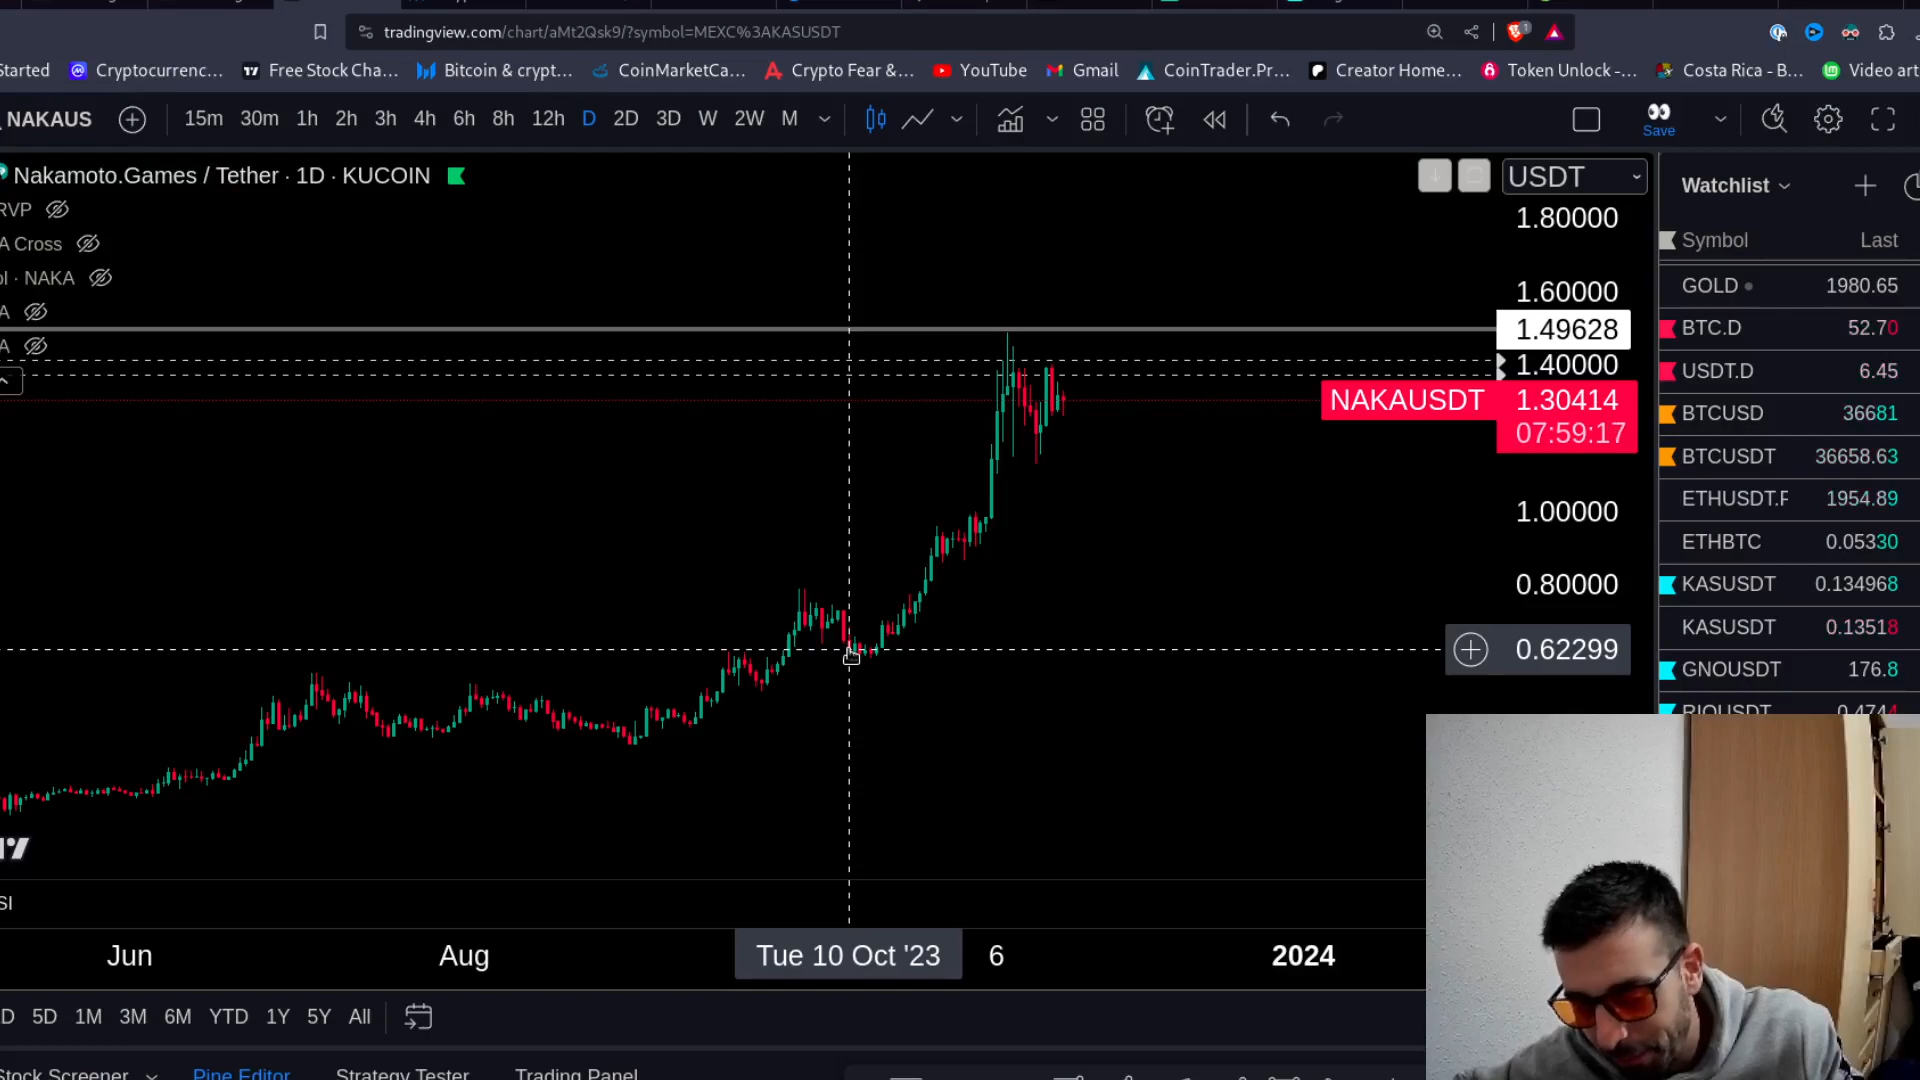 tradingview.com/chart/aMt2Qsk9/?symbol=MEXC%3AKASUSDT
1
Started Cryptocurrenc... Free Stock Cha... Bitcoin & crypt... CoinMarketCa... Crypto Fear &... YouTube Gmail CoinTrader.Pr... Creator Home... Token Unlock -... Costa Rica - B... Video art
NAKAUS 15m 30m 1h 2h 3h 4h 6h 8h 12h D 2D 3D W 2W M Save
Nakamoto.Games / Tether · 1D · KUCOIN
USDT
RVP
A Cross
ol · NAKA
A
A
1.80000
1.60000
1.49628
1.40000
NAKAUSDT 1.30414
07:59:17
1.00000
0.80000
0.62299
Watchlist
Symbol Last
GOLD 1980.65
BTC.D 52.70
USDT.D 6.45
BTCUSD 36681
BTCUSDT 36658.63
ETHUSDT.F 1954.89
ETHBTC 0.05330
KASUSDT 0.134968
KASUSDT 0.13518
GNOUSDT 176.8
RIOUSDT 0.4744
SI
Jun Aug Tue 10 Oct '23 6 2024
D 5D 1M 3M 6M YTD 1Y 5Y All
Stock Screener Pine Editor Strategy Tester Trading Panel